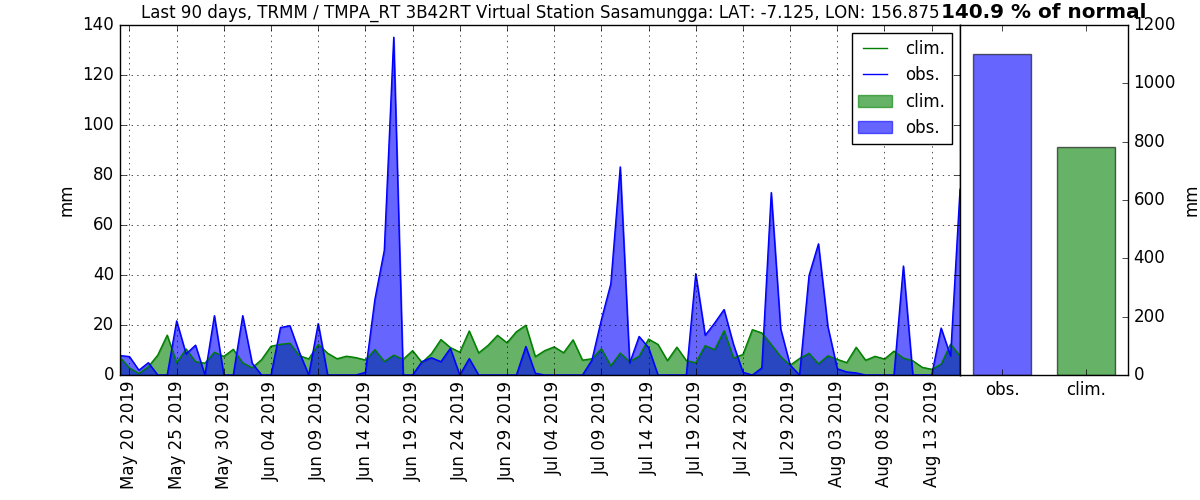 Last 90 days, TRMM / TMPA_RT 3B42RT Virtual Station Sasamungga: LAT: -7.125, LON: 156.875
140.9 % of normal
clim.
obs.
clim.
obs.
140
120
100
80
60
40
20
0
mm
May 20 2019
May 25 2019
May 30 2019
Jun 04 2019
Jun 09 2019
Jun 14 2019
Jun 19 2019
Jun 24 2019
Jun 29 2019
Jul 04 2019
Jul 09 2019
Jul 14 2019
Jul 19 2019
Jul 24 2019
Jul 29 2019
Aug 03 2019
Aug 08 2019
Aug 13 2019
1200
1000
800
600
400
200
0
mm
obs.
clim.